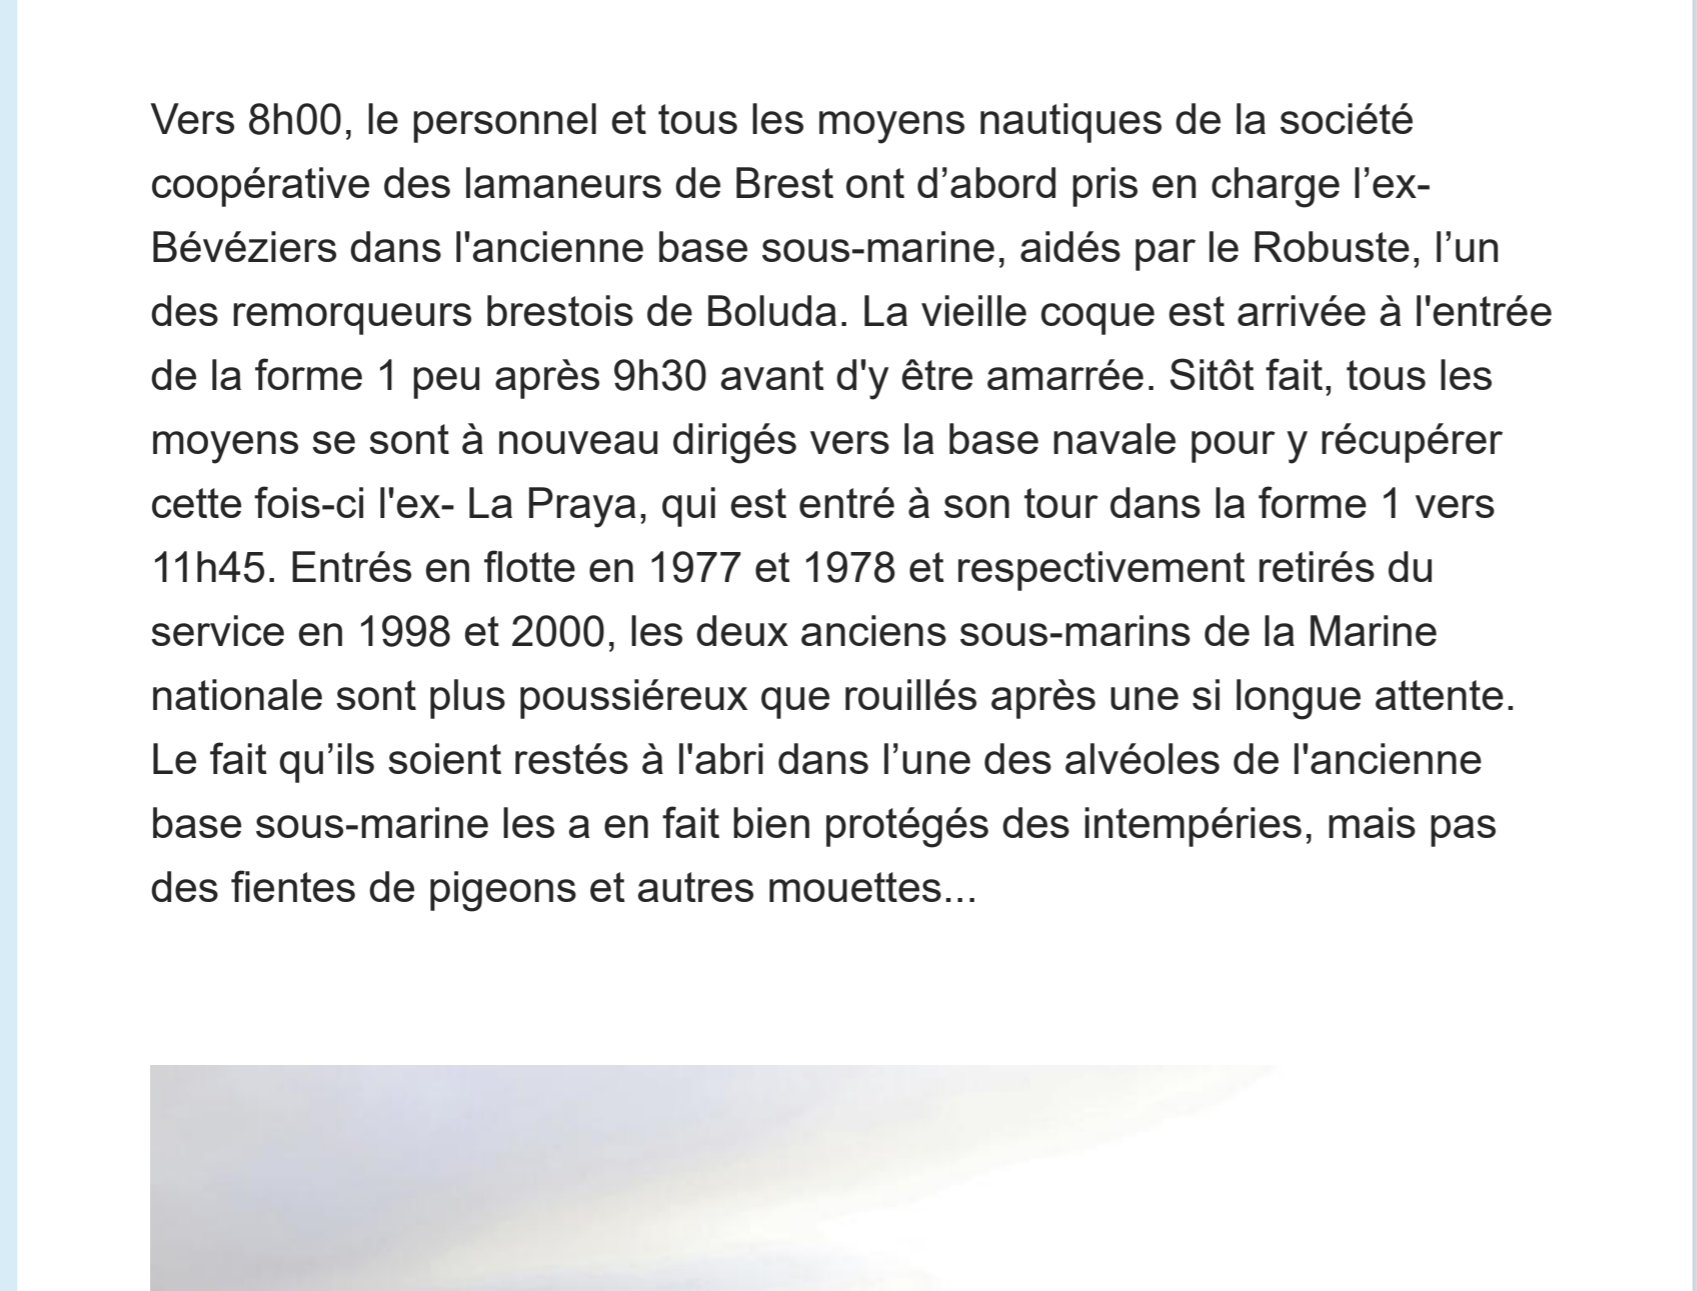 Vers 8h00, le personnel et tous les moyens nautiques de la société
coopérative des lamaneurs de Brest ont d’abord pris en charge l’ex-
Bévéziers dans l'ancienne base sous-marine, aidés par le Robuste, l’un
des remorqueurs brestois de Boluda. La vieille coque est arrivée à l'entrée
de la forme 1 peu après 9h30 avant d'y être amarrée. Sitôt fait, tous les
moyens se sont à nouveau dirigés vers la base navale pour y récupérer
cette fois-ci l'ex- La Praya, qui est entré à son tour dans la forme 1 vers
11h45. Entrés en flotte en 1977 et 1978 et respectivement retirés du
service en 1998 et 2000, les deux anciens sous-marins de la Marine
nationale sont plus poussiéreux que rouillés après une si longue attente.
Le fait qu’ils soient restés à l'abri dans l’une des alvéoles de l'ancienne
base sous-marine les a en fait bien protégés des intempéries, mais pas
des fientes de pigeons et autres mouettes...